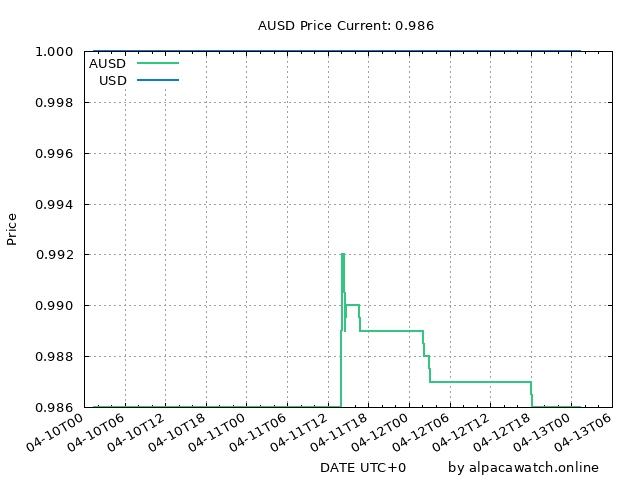 AUSD Price Current: 0.986
1.000
AUSD
USD
0.998
0.996
0.994
Price
0.992
0.990
0.988
0.986
04-10T00 04-10T06 04-10T12 04-10T18 04-11T00 04-11T06 04-11T12 04-11T18 04-12T00 04-12T06 04-12T12 04-12T18 04-13T00 04-13T06
DATE UTC+0 by alpacawatch.online